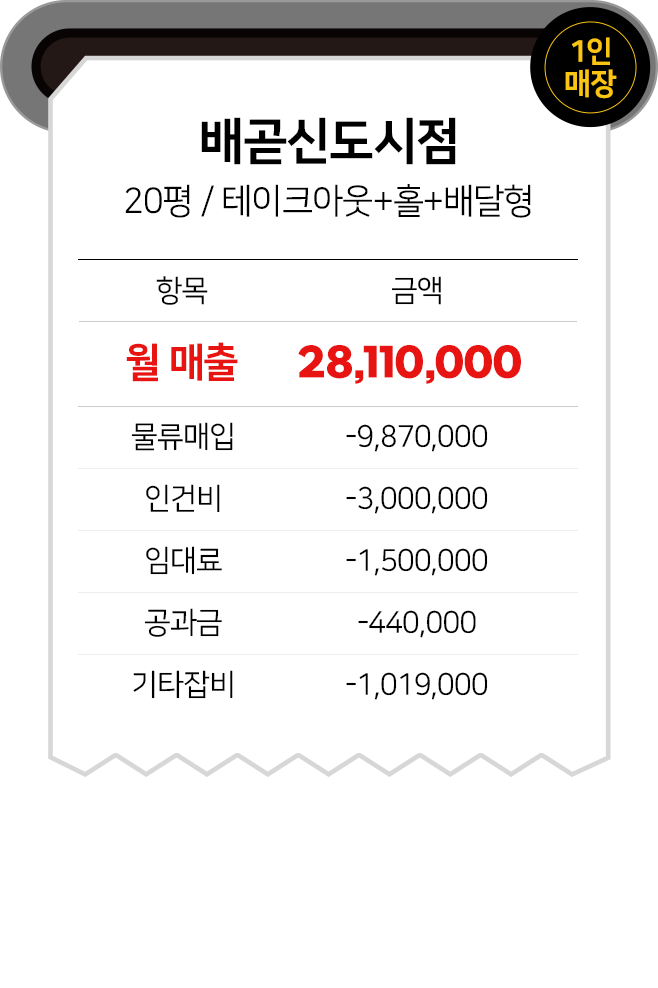 1인
매장
배곧신도시점
20평 / 테이크아웃+홀+배달형
항목 금액
월 매출 28,110,000
물류매입 -9,870,000
인건비 -3,000,000
임대료 -1,500,000
공과금 -440,000
기타잡비 -1,019,000